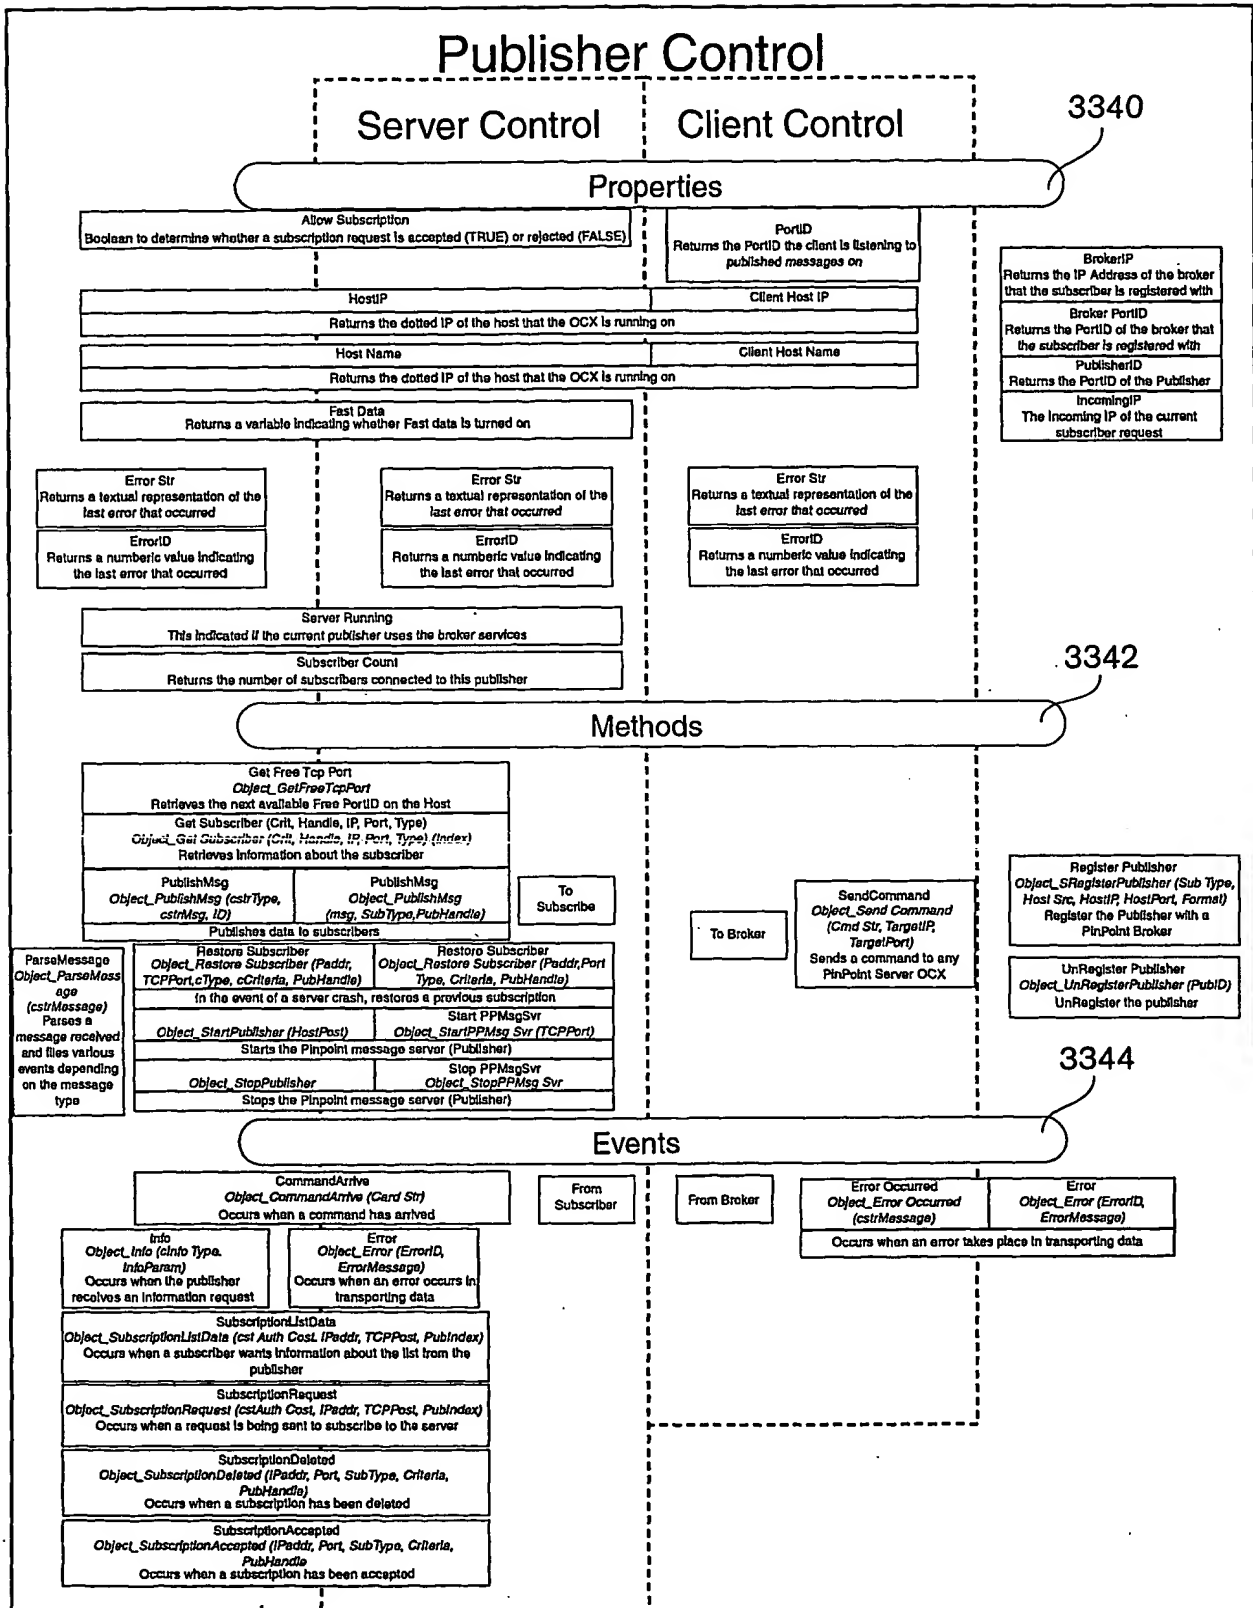 Publisher Control
Server Control
Client Control
3340
Properties
Allow Subscription
Boolean to determine whether a subscription request is accepted (TRUE) or rejected (FALSE)
PortID
Returns the PortID the client is listening to
published messages on
BrokerIP
Returns the IP Address of the broker
that the subscriber is registered with
Broker PortID
Returns the PortID of the broker that
the subscriber is registered with
PublisherID
Returns the PortID of the Publisher
IncomingIP
The Incoming IP of the current
subscriber request
HostIP
Client Host IP
Returns the dotted IP of the host that the OCX is running on
Host Name
Client Host Name
Returns the dotted IP of the host that the OCX is running on
Fast Data
Returns a variable indicating whether Fast data is turned on
Error Str
Returns a textual representation of the
last error that occurred
ErrorID
Returns a numberic value indicating
the last error that occurred
Error Str
Returns a textual representation of the
last error that occurred
ErrorID
Returns a numberic value indicating
the last error that occurred
Error Str
Returns a textual representation of the
last error that occurred
ErrorID
Returns a numberic value indicating
the last error that occurred
Server Running
This indicated if the current publisher uses the broker services
Subscriber Count
Returns the number of subscribers connected to this publisher
3342
Methods
Get Free Tcp Port
Object_GetFreeTcpPort
Retrieves the next available Free PortID on the Host
Get Subscriber (Crit, Handle, IP, Port, Type)
Object_Get Subscriber (Crit, Handle, IP, Port, Type) (Index)
Retrieves information about the subscriber
PublishMsg
Object_PublishMsg (cstrType,
cstrMsg, ID)
PublishMsg
Object_PublishMsg
(msg, SubType,PubHandle)
Publishes data to subscribers
To
Subscribe
To Broker
SendCommand
Object_Send Command
(Cmd Str, TargetIP,
TargetPort)
Sends a command to any
PinPoint Server OCX
Register Publisher
Object_SRegisterPublisher (Sub Type,
Host Src, HostIP, HostPort, Format)
Register the Publisher with a
PinPoint Broker
UnRegister Publisher
Object_UnRegisterPublisher (PubID)
UnRegister the publisher
ParseMessage
Object_ParseMess
age
(cstrMessage)
Parses a
message received
and files various
events depending
on the message
type
Restore Subscriber
Object_Restore Subscriber (Paddr,
TCPPort,cType, cCriteria, PubHandle)
Restore Subscriber
Object_Restore Subscriber (Paddr,Port
Type, Criteria, PubHandle)
In the event of a server crash, restores a previous subscription
Object_StartPublisher (HostPost)
Start PPMsgSvr
Object_StartPPMsg Svr (TCPPort)
Starts the Pinpoint message server (Publisher)
Object_StopPublisher
Stop PPMsgSvr
Object_StopPPMsg Svr
Stops the Pinpoint message server (Publisher)
3344
Events
CommandArrive
Object_CommandArrive (Card Str)
Occurs when a command has arrived
From
Subscriber
From Broker
Error Occurred
Object_Error Occurred
(cstrMessage)
Error
Object_Error (ErrorID,
ErrorMessage)
Occurs when an error takes place in transporting data
Info
Object_Info (cInfo Type.
InfoParam)
Occurs when the publisher
receives an information request
Error
Object_Error (ErrorID,
ErrorMessage)
Occurs when an error occurs in
transporting data
SubscriptionListData
Object_SubscriptionListData (cst Auth Cost. IPaddr, TCPPost, PubIndex)
Occurs when a subscriber wants information about the list from the
publisher
SubscriptionRequest
Object_SubscriptionRequest (cstAuth Cost, IPaddr, TCPPost, PubIndex)
Occurs when a request is being sent to subscribe to the server
SubscriptionDeleted
Object_SubscriptionDeleted (IPaddr, Port, SubType, Criteria,
PubHandle)
Occurs when a subscription has been deleted
SubscriptionAccepted
Object_SubscriptionAccepted (IPaddr, Port, SubType, Criteria,
PubHandle
Occurs when a subscription has been accepted